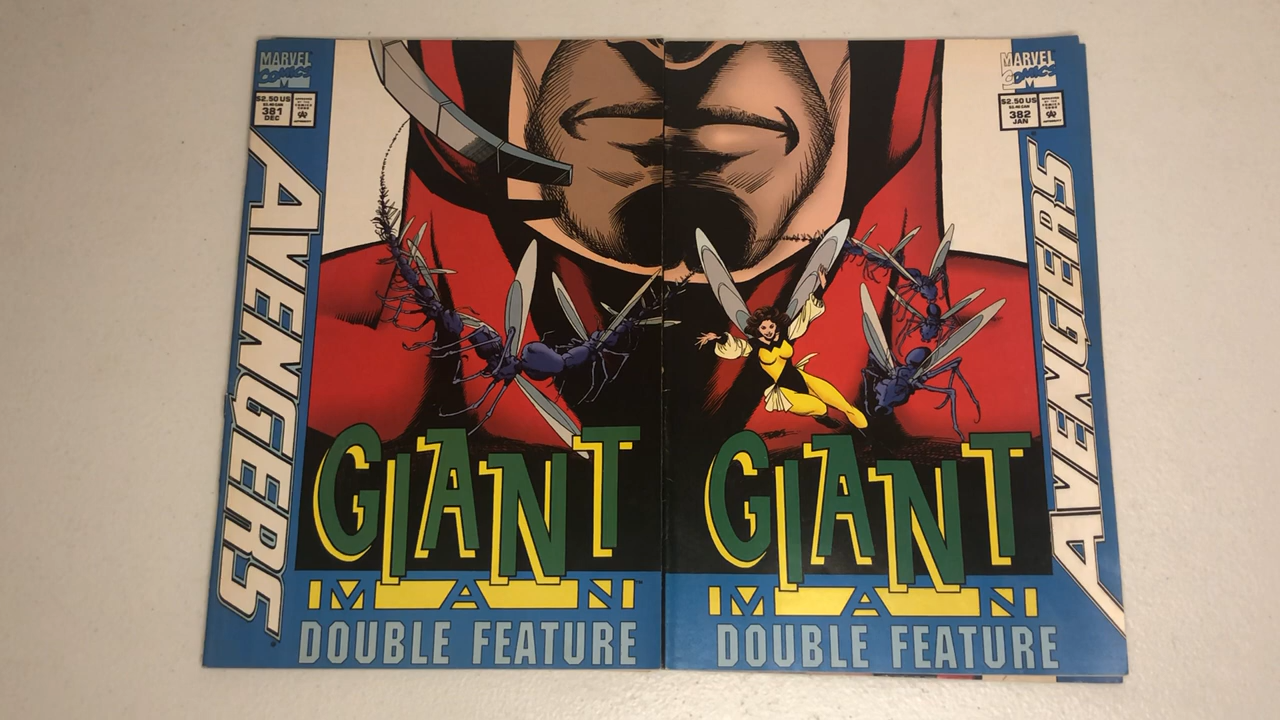 MARVEL
COMICS
$2.50 US
381
DEC
AVENGERS
GIANT
MAN
DOUBLE FEATURE
MARVEL
COMICS
$2.50 US
382
JAN
AVENGERS
GIANT
MAN
DOUBLE FEATURE